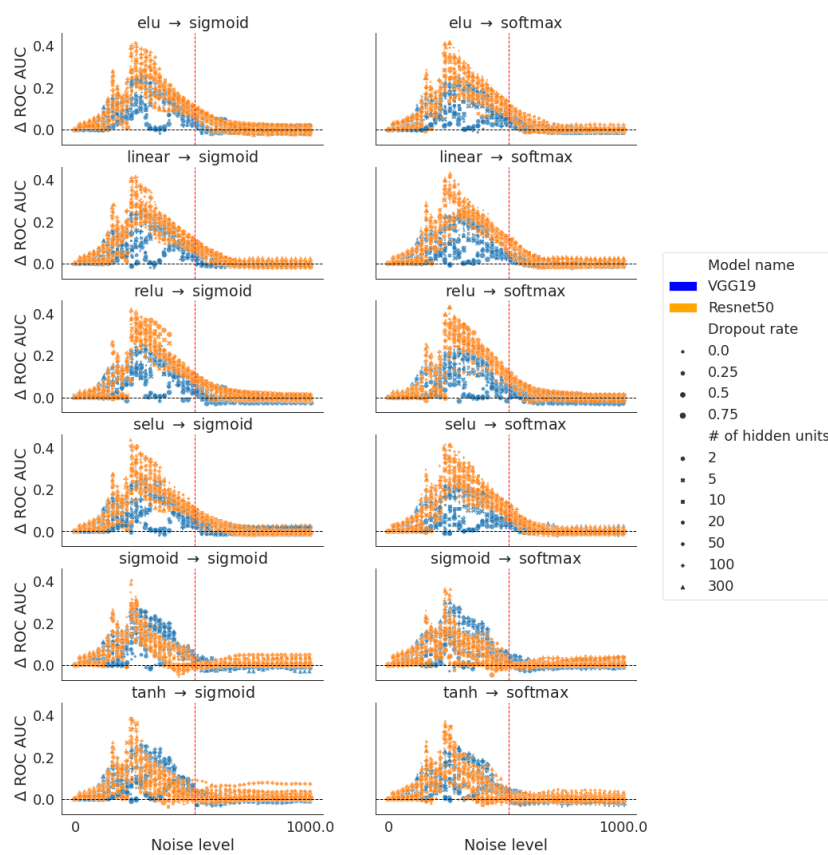 elu → sigmoid
elu → softmax
Δ ROC AUC
0.4
0.2
0.0
linear → sigmoid
linear → softmax
Δ ROC AUC
0.4
0.2
0.0
relu → sigmoid
relu → softmax
Δ ROC AUC
0.4
0.2
0.0
selu → sigmoid
selu → softmax
Δ ROC AUC
0.4
0.2
0.0
sigmoid → sigmoid
sigmoid → softmax
Δ ROC AUC
0.4
0.2
0.0
tanh → sigmoid
tanh → softmax
Δ ROC AUC
0.4
0.2
0.0
0 1000.0
0 1000.0
Noise level
Noise level
Model name
VGG19
Resnet50
Dropout rate
0.0
0.25
0.5
0.75
# of hidden units
2
5
10
20
50
100
300